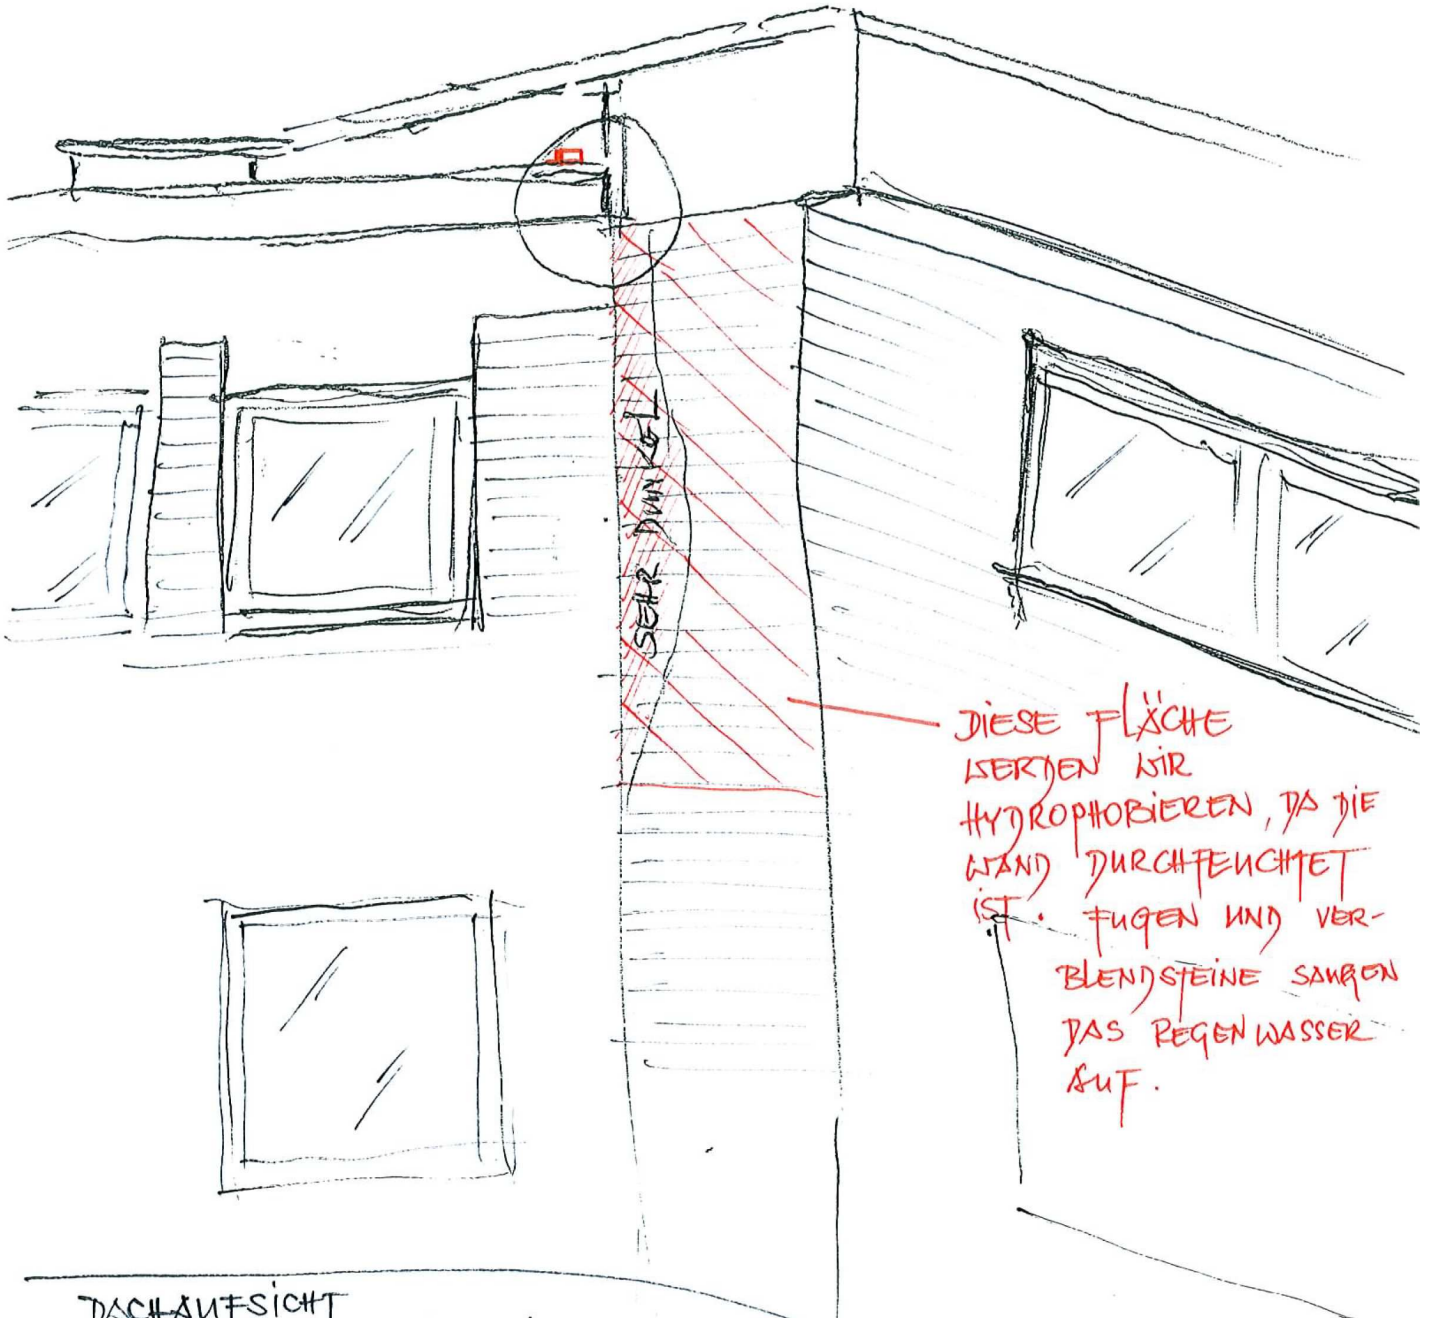 SEHR DUNKEL
DIESE FLÄCHE
WERDEN WIR
HYDROPHOBIEREN, DA DIE
WAND DURCHFEUCHTET
IST. FUGEN UND VER-
BLENDSTEINE SAUGEN
DAS REGENWASSER
AUF.
DACHAUFSICHT